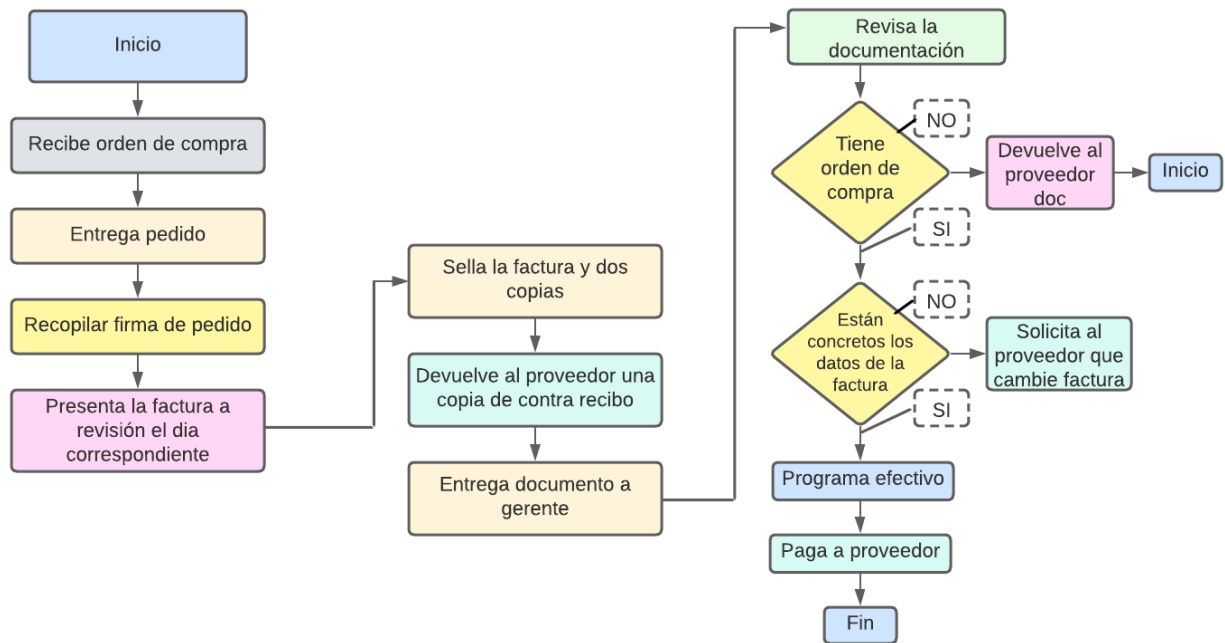 Inicio
Recibe orden de compra
Entrega pedido
Recopilar firma de pedido
Presenta la factura a
revisión el dia
correspondiente
Sella la factura y dos
copias
Devuelve al proveedor una
copia de contra recibo
Entrega documento a
gerente
Revisa la
documentación
Tiene
orden de
compra
NO
Devuelve al
proveedor
doc
Inicio
SI
Están
concretos los
datos de la
factura
NO
Solicita al
proveedor que
cambie factura
SI
Programa efectivo
Paga a proveedor
Fin